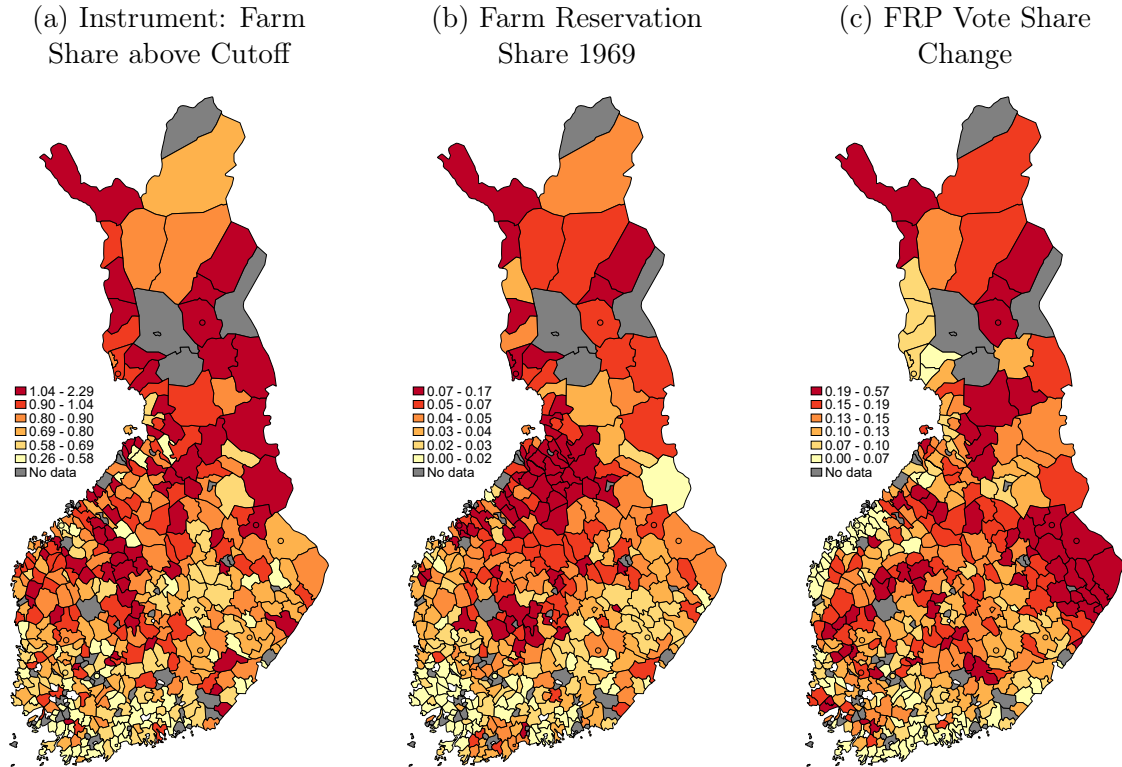 (a) Instrument: Farm
Share above Cutoff
1.04 - 2.29
0.90 - 1.04
0.80 - 0.90
0.69 - 0.80
0.58 - 0.69
0.26 - 0.58
No data
(b) Farm Reservation
Share 1969
0.07 - 0.17
0.05 - 0.07
0.04 - 0.05
0.03 - 0.04
0.02 - 0.03
0.00 - 0.02
No data
(c) FRP Vote Share
Change
0.19 - 0.57
0.15 - 0.19
0.13 - 0.15
0.10 - 0.13
0.07 - 0.10
0.00 - 0.07
No data